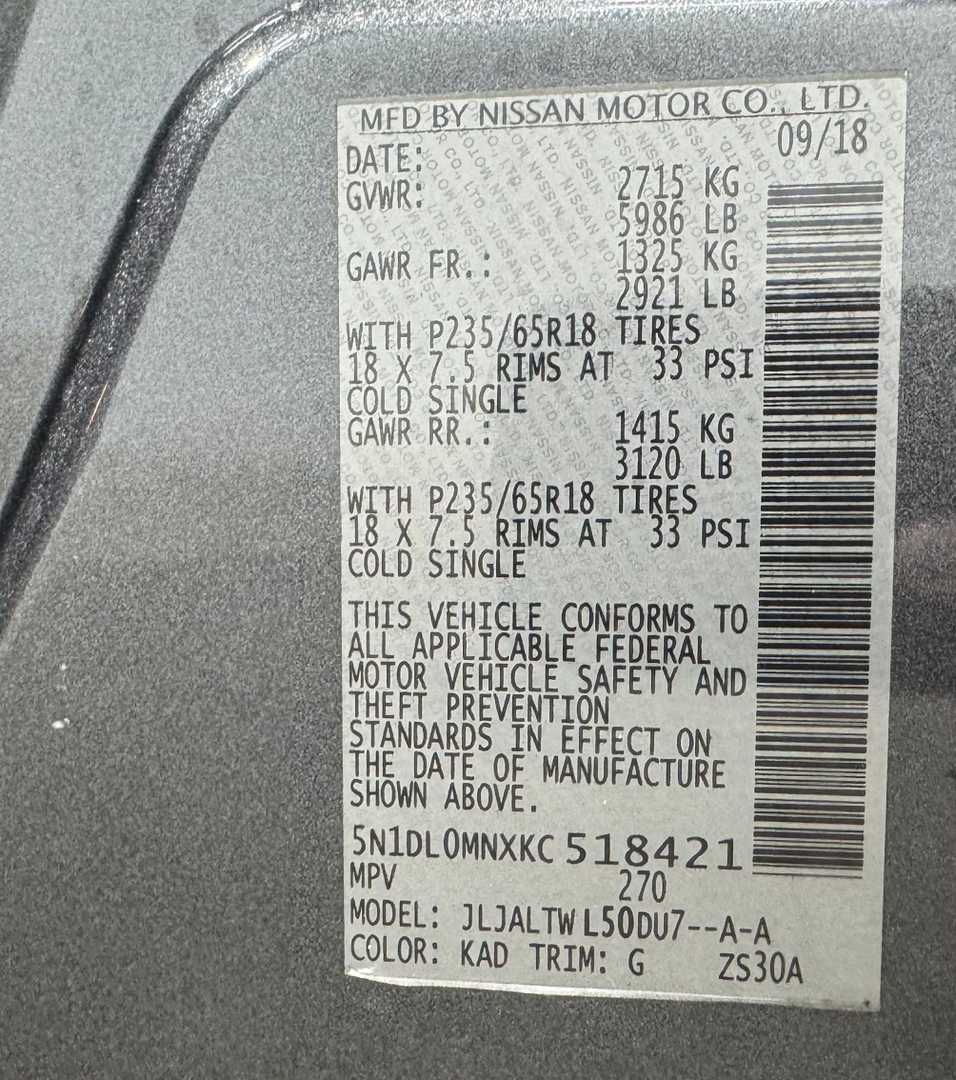 MFD BY NISSAN MOTOR CO., LTD.
DATE: 09/18
GVWR: 2715 KG
5986 LB
GAWR FR.: 1325 KG
2921 LB
WITH P235/65R18 TIRES
18 X 7.5 RIMS AT 33 PSI
COLD SINGLE
GAWR RR.: 1415 KG
3120 LB
WITH P235/65R18 TIRES
18 X 7.5 RIMS AT 33 PSI
COLD SINGLE
THIS VEHICLE CONFORMS TO
ALL APPLICABLE FEDERAL
MOTOR VEHICLE SAFETY AND
THEFT PREVENTION
STANDARDS IN EFFECT ON
THE DATE OF MANUFACTURE
SHOWN ABOVE.
5N1DL0MNXKC 518421
MPV 270
MODEL: JLJALTW L50DU7--A-A
COLOR: KAD TRIM: G ZS30A